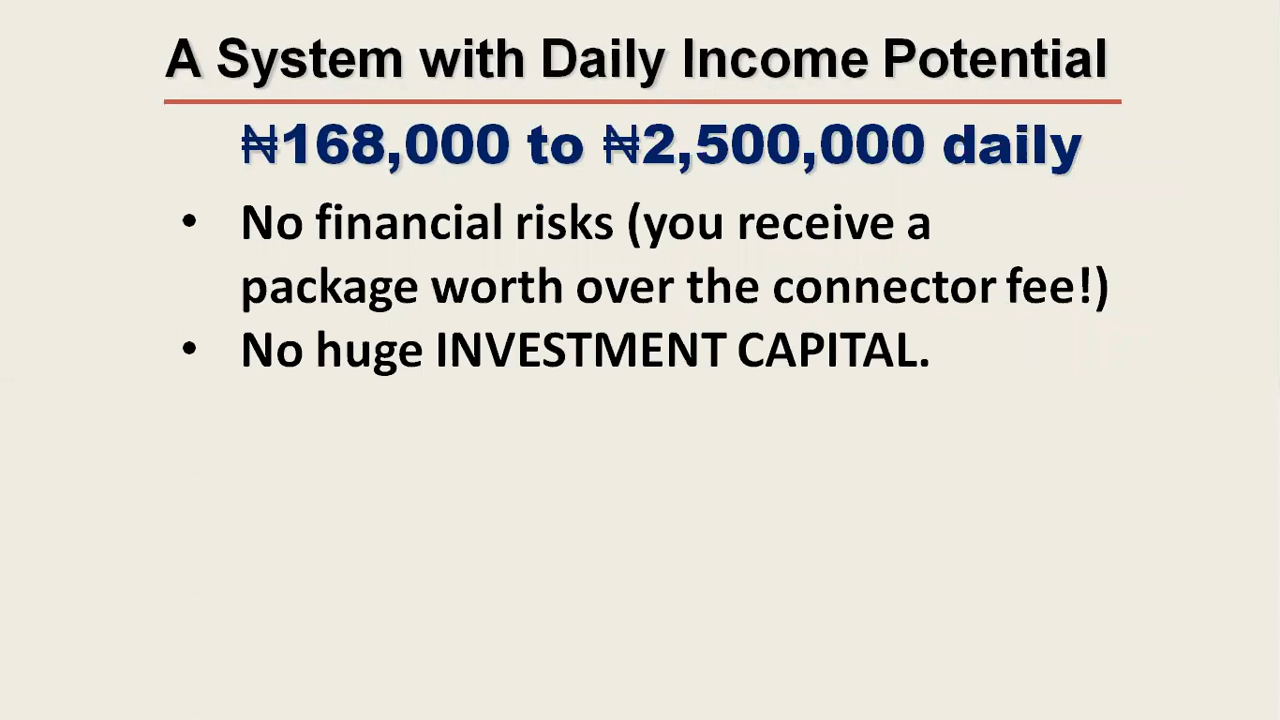 A System with Daily Income Potential
₦168,000 to ₦2,500,000 daily
• No financial risks (you receive a
package worth over the connector fee!)
• No huge INVESTMENT CAPITAL.